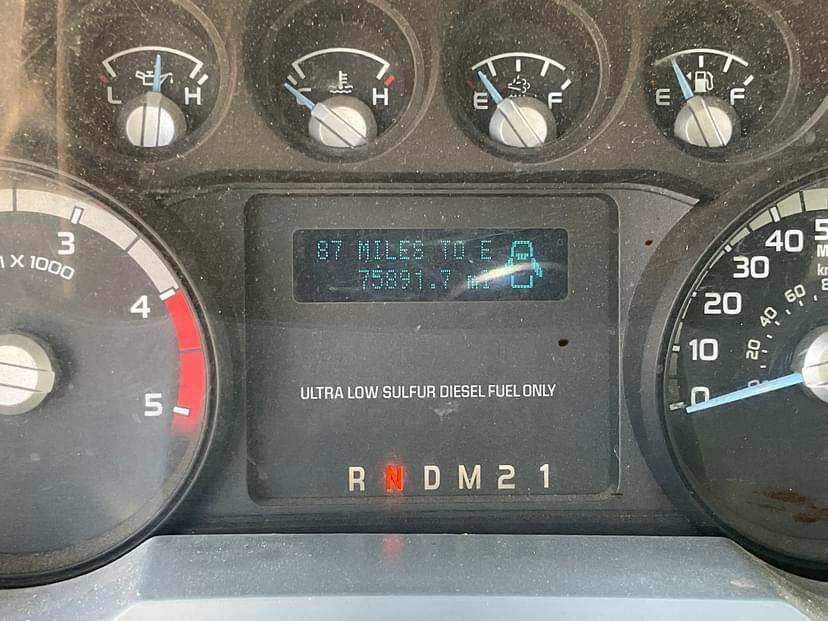 L H
H
E F
E F
3
4
5
X 1000
87 MILES TO E
75891.7 mi
ULTRA LOW SULFUR DIESEL FUEL ONLY
R N D M 2 1
40
30
20
10
0
60
40
20